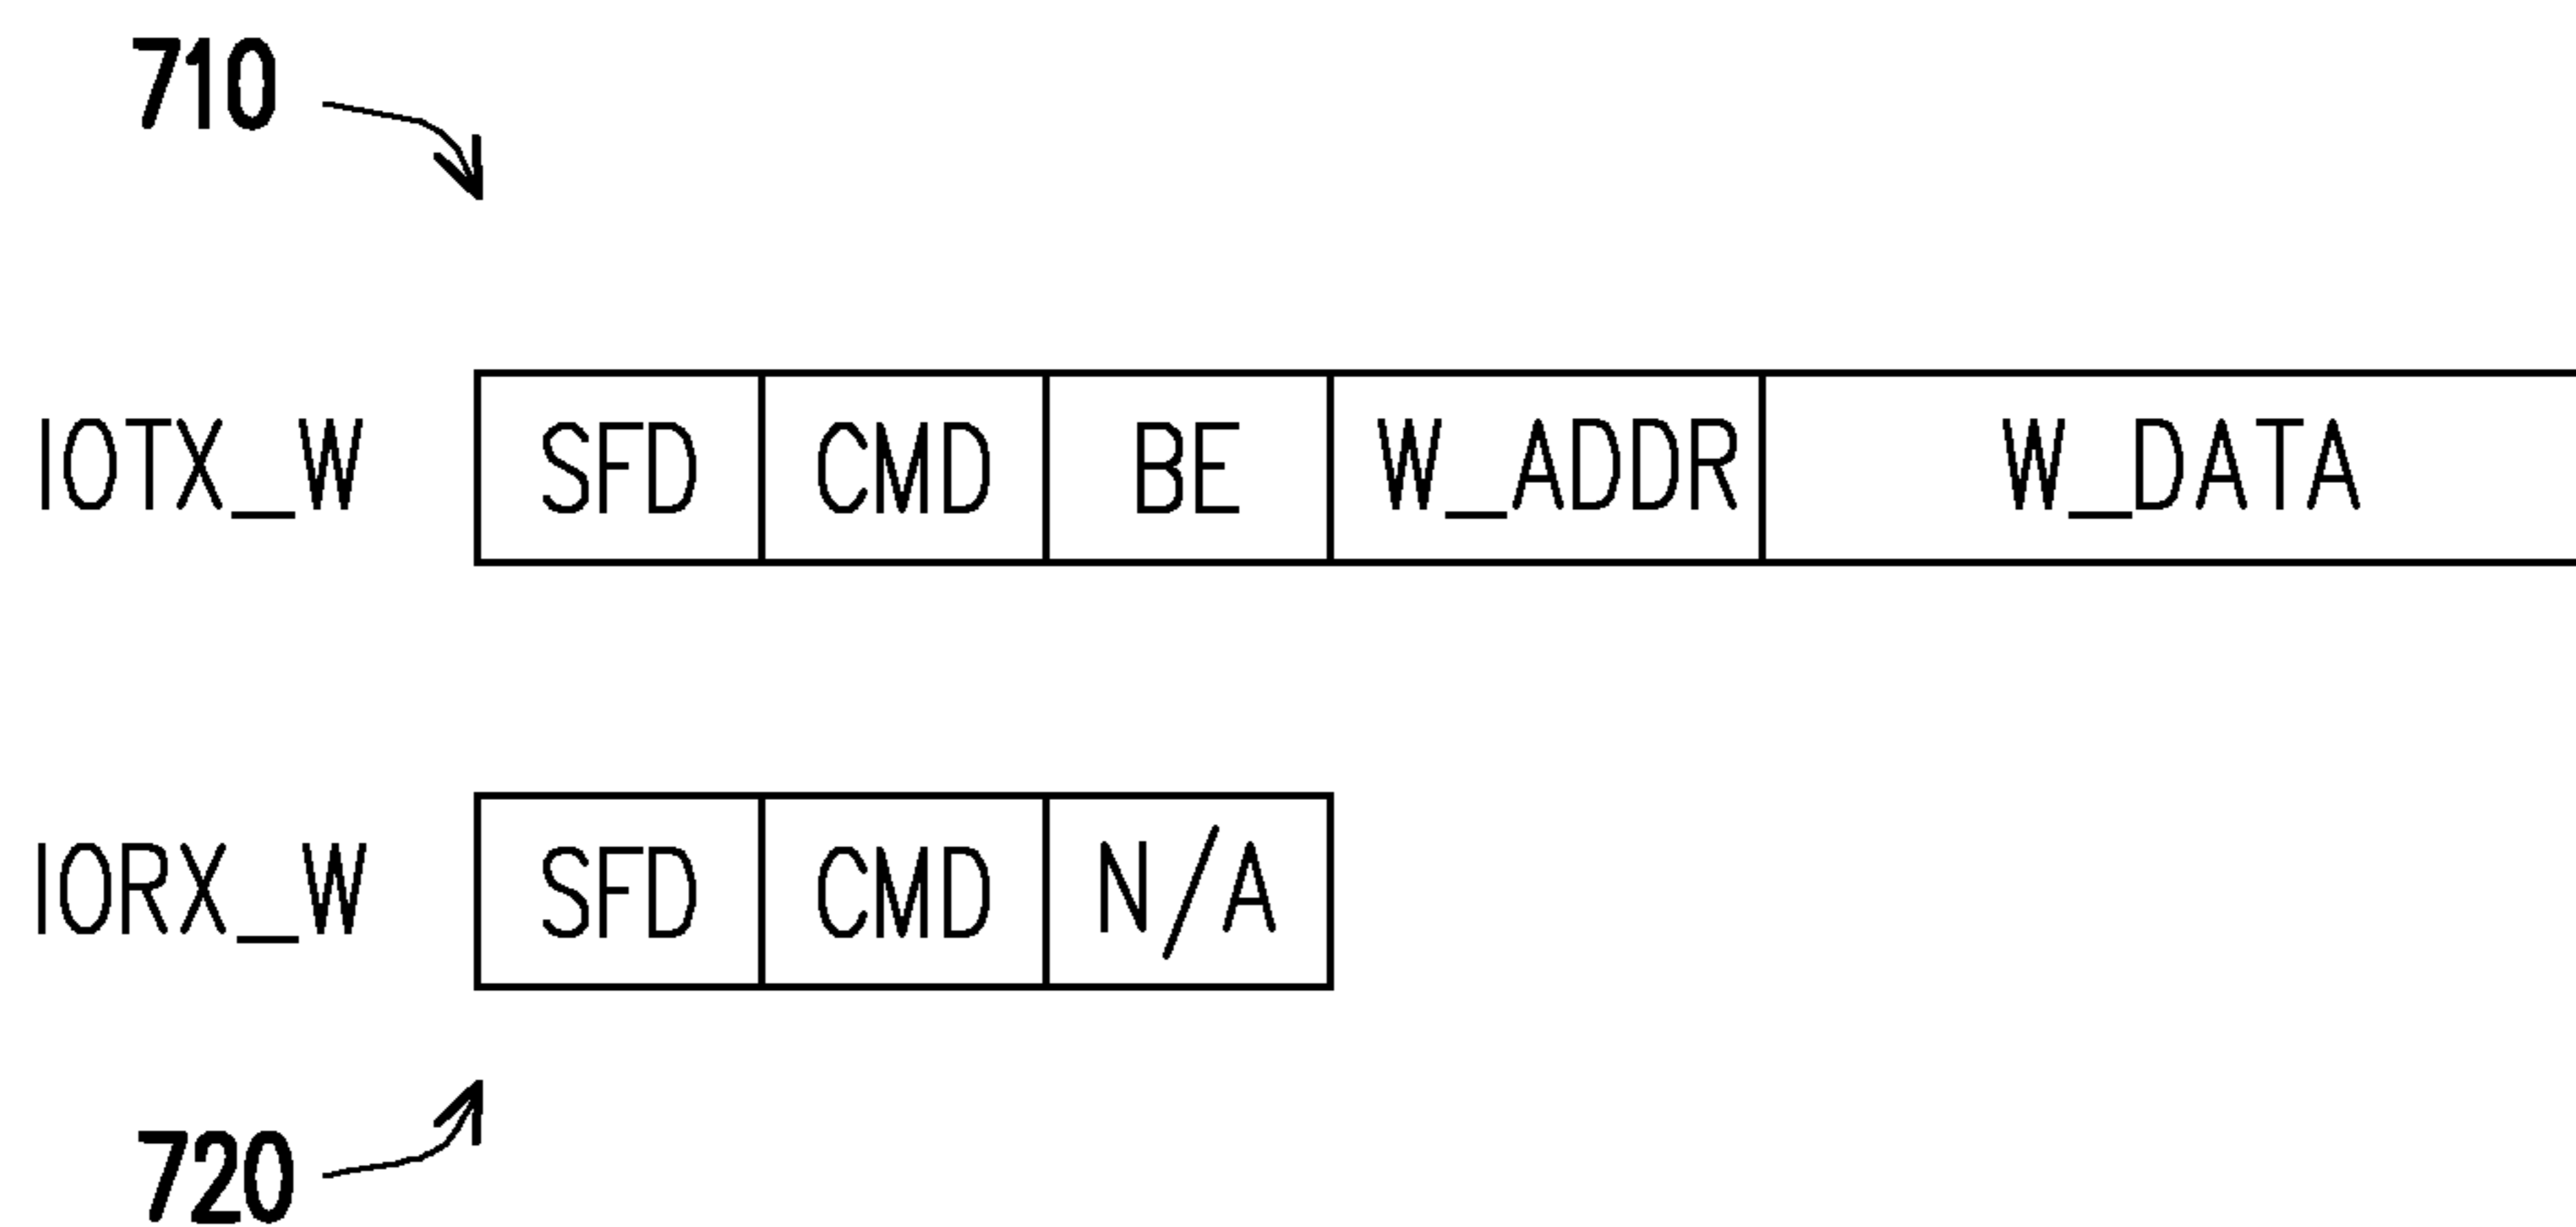 710
IOTX_W SFD CMD BE W_ADDR W_DATA
IORX_W SFD CMD N/A
720